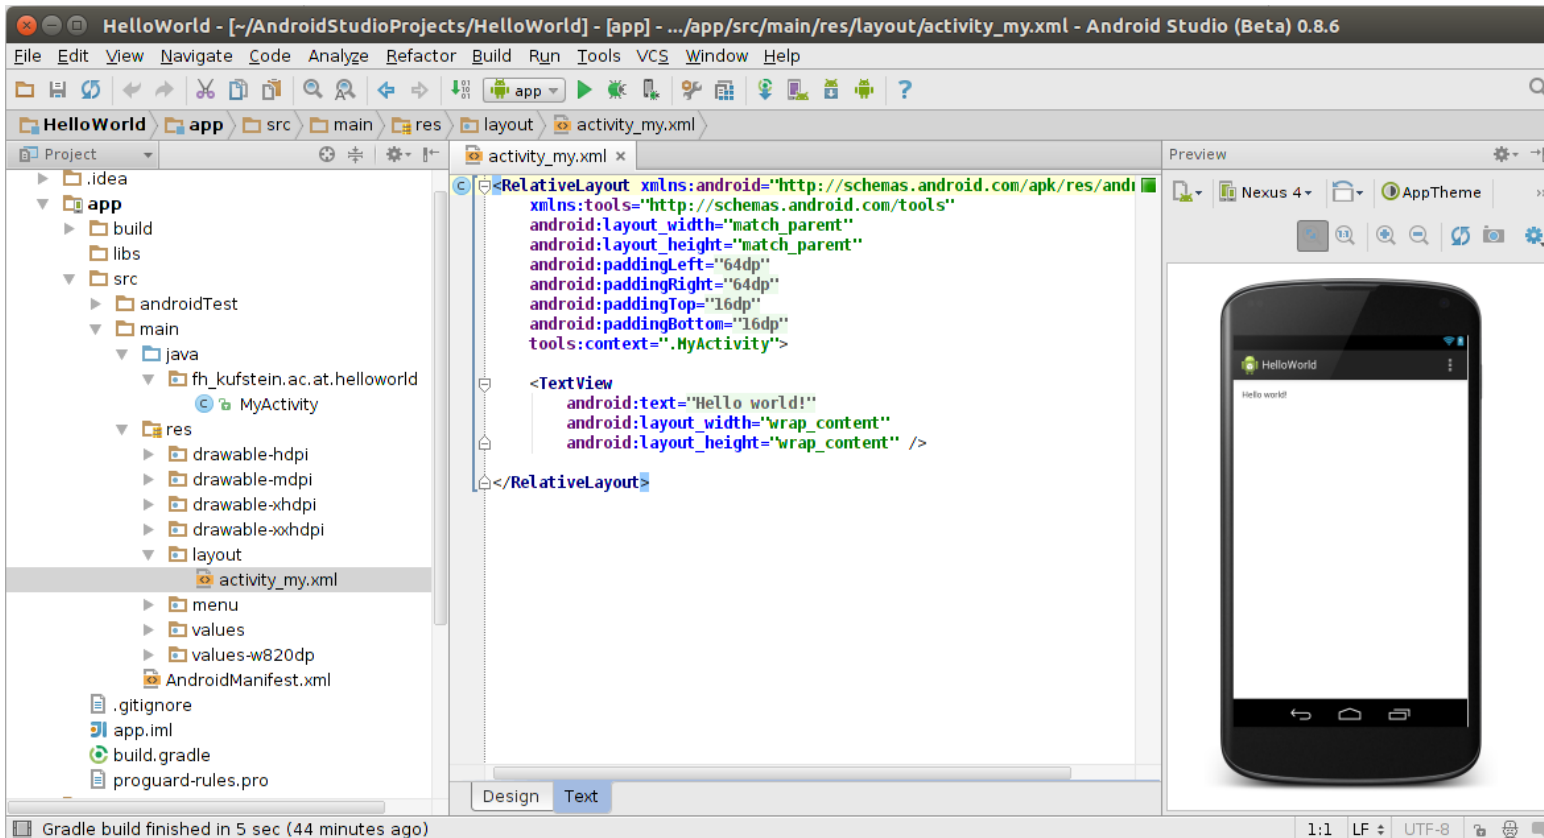 HelloWorld - [~/AndroidStudioProjects/HelloWorld] - [app] - .../app/src/main/res/layout/activity_my.xml - Android Studio (Beta) 0.8.6
File Edit View Navigate Code Analyze Refactor Build Run Tools VCS Window Help
app
?
HelloWorld app src main res layout activity_my.xml
Project
activity_my.xml
Preview
.idea
app
build
libs
src
androidTest
main
java
fh_kufstein.ac.at.helloworld
MyActivity
res
drawable-hdpi
drawable-mdpi
drawable-xhdpi
drawable-xxhdpi
layout
activity_my.xml
menu
values
values-w820dp
AndroidManifest.xml
.gitignore
app.iml
build.gradle
proguard-rules.pro
<RelativeLayout xmlns:android="http://schemas.android.com/apk/res/andr
xmlns:tools="http://schemas.android.com/tools"
android:layout_width="match_parent"
android:layout_height="match_parent"
android:paddingLeft="64dp"
android:paddingRight="64dp"
android:paddingTop="16dp"
android:paddingBottom="16dp"
tools:context=".MyActivity">
<TextView
android:text="Hello world!"
android:layout_width="wrap_content"
android:layout_height="wrap_content" />
</RelativeLayout>
Design Text
Nexus 4 AppTheme
HelloWorld
Hello world!
Gradle build finished in 5 sec (44 minutes ago)
1:1 LF UTF-8